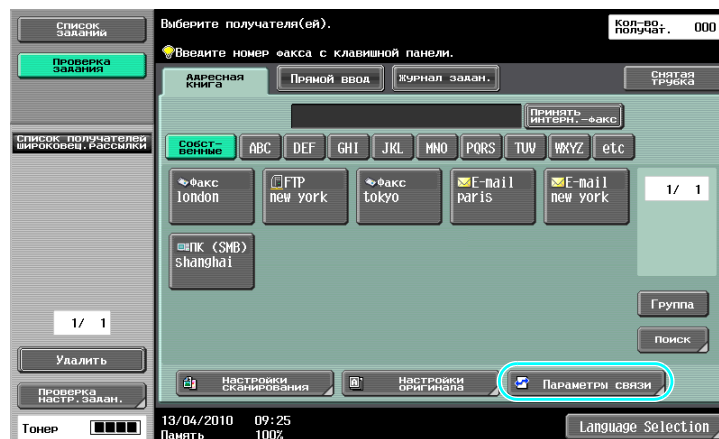 Список
заданий
Проверка
задания
Список получателей
широковещ.рассылки
1/ 1
Удалить
Проверка
настр.задан.
Тонер
Выберите получателя(ей).
Кол-во.
получат. 000
Введите номер факса с клавишной панели.
Адресная
книга
Прямой ввод
Журнал задан.
Снятая
трубка
Принять
интерн.-факс
Собст-
венные
ABC
DEF
GHI
JKL
MNO
PQRS
TUV
WXYZ
etc
Факс
london
FTP
new york
Факс
tokyo
E-mail
paris
E-mail
new york
1/ 1
ПК (SMB)
shanghai
Группа
Поиск
Настройки
сканирования
Настройки
оригинала
Параметры связи
13/04/2010 09:25
Память 100%
Language Selection